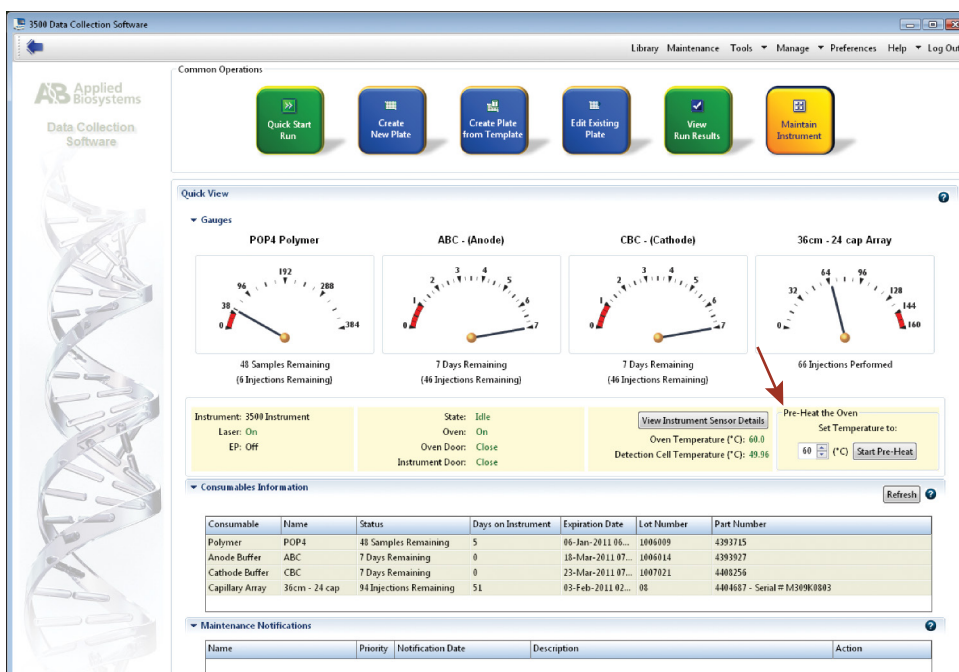 3500 Data Collection Software
Library Maintenance Tools Manage Preferences Help Log Out
AB Applied Biosystems
Data Collection
Software
Common Operations
Quick Start
Run
Create
New Plate
Create Plate
from Template
Edit Existing
Plate
View
Run Results
Maintain
Instrument
Quick View
Gauges
POP4 Polymer
0 38 96 192 288 384
48 Samples Remaining
(6 Injections Remaining)
ABC - (Anode)
0 1 2 3 4 5 6 7
7 Days Remaining
(46 Injections Remaining)
CBC - (Cathode)
0 1 2 3 4 5 6 7
7 Days Remaining
(46 Injections Remaining)
36cm - 24 cap Array
0 32 64 96 128 144 160
66 Injections Performed
Instrument: 3500 Instrument
Laser: On
EP: Off
State: Idle
Oven: On
Oven Door: Close
Instrument Door: Close
View Instrument Sensor Details
Oven Temperature (°C): 60.0
Detection Cell Temperature (°C): 49.96
Pre-Heat the Oven
Set Temperature to:
60 (°C) Start Pre-Heat
Consumables Information
Refresh
Consumable Name Status Days on Instrument Expiration Date Lot Number Part Number
Polymer POP4 48 Samples Remaining 5 06-Jan-2011 06... 1006009 4393715
Anode Buffer ABC 7 Days Remaining 0 18-Mar-2011 07... 1006014 4393927
Cathode Buffer CBC 7 Days Remaining 0 23-Mar-2011 07... 1007021 4408256
Capillary Array 36cm - 24 cap 94 Injections Remaining 51 03-Feb-2011 02... 08 4404687 - Serial # M309K0803
Maintenance Notifications
Name Priority Notification Date Description Action